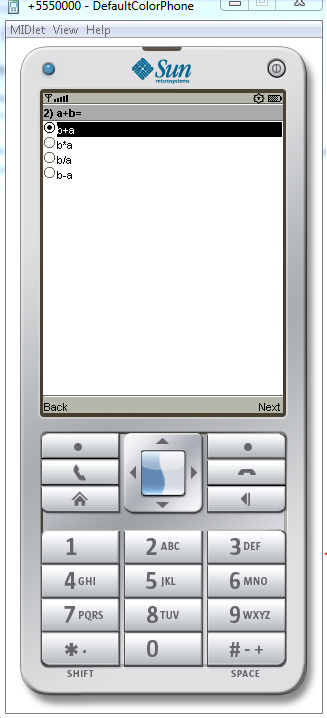 +5550000 - DefaultColorPhone
MIDlet View Help
Sun
microsystems
2) a+b=
b+a
b*a
b/a
b-a
Back Next
1 2 ABC 3 DEF
4 GHI 5 JKL 6 MNO
7 PQRS 8 TUV 9 WXYZ
* . 0 # - +
SHIFT SPACE